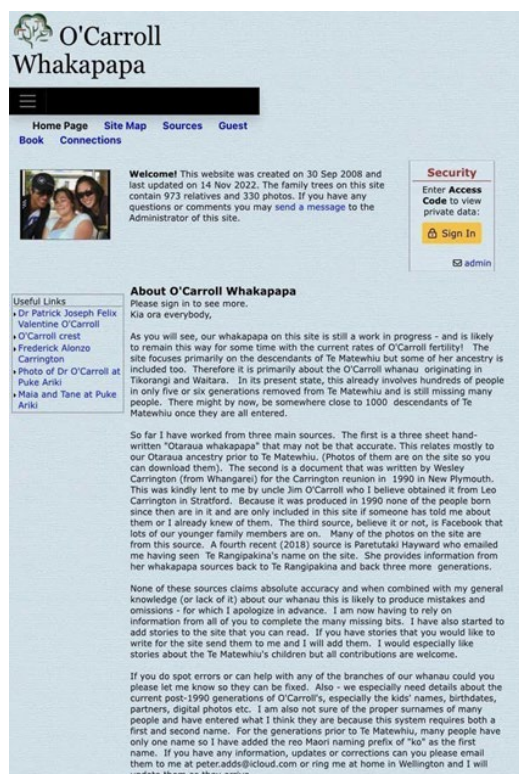 O'Carroll
Whakapapa
Home Page Site Map Sources Guest
Book Connections
Welcome! This website was created on 30 Sep 2008 and
last updated on 14 Nov 2022. The family trees on this site
contain 973 relatives and 330 photos. If you have any
questions or comments you may send a message to the
Administrator of this site.
Security
Enter Access
Code to view
private data:
Sign In
admin
Useful Links
Dr Patrick Joseph Felix
Valentine O'Carroll
O'Carroll crest
Frederick Alonzo
Carrington
Photo of Dr O'Carroll at
Puke Ariki
Maia and Tane at Puke
Ariki
About O'Carroll Whakapapa
Please sign in to see more.
Kia ora everybody,
As you will see, our whakapapa on this site is still a work in progress - and is likely
to remain this way for some time with the current rates of O'Carroll fertility! The
site focuses primarily on the descendants of Te Matewhiu but some of her ancestry is
included too. Therefore it is primarily about the O'Carroll whanau originating in
Tikorangi and Waitara. In its present state, this already involves hundreds of people
in only five or six generations removed from Te Matewhiu and is still missing many
people. There might by now, be somewhere close to 1000 descendants of Te
Matewhiu once they are all entered.
So far I have worked from three main sources. The first is a three sheet hand-
written "Otaraua whakapapa" that may not be that accurate. This relates mostly to
our Otaraua ancestry prior to Te Matewhiu. (Photos of them are on the site so you
can download them). The second is a document that was written by Wesley
Carrington (from Whangarei) for the Carrington reunion in 1990 in New Plymouth.
This was kindly lent to me by uncle Jim O'Carroll who I believe obtained it from Leo
Carrington in Stratford. Because it was produced in 1990 none of the people born
since then are in it and are only included in this site if someone has told me about
them or I already knew of them. The third source, believe it or not, is Facebook that
lots of our younger family members are on. Many of the photos on the site are
from this source. A fourth recent (2018) source is Paretutaki Hayward who emailed
me having seen Te Rangipakina's name on the site. She provides information from
her whakapapa sources back to Te Rangipakina and back three more generations.
None of these sources claims absolute accuracy and when combined with my general
knowledge (or lack of it) about our whanau this is likely to produce mistakes and
omissions - for which I apologize in advance. I am now having to rely on
information from all of you to complete the many missing bits. I have also started to
add stories to the site that you can read. If you have stories that you would like to
write for the site send them to me and I will add them. I would especially like
stories about the Te Matewhiu's children but all contributions are welcome.
If you do spot errors or can help with any of the branches of our whanau could you
please let me know so they can be fixed. Also - we especially need details about the
current post-1990 generations of O'Carroll's, especially the kids' names, birthdates,
partners, digital photos etc. I am also not sure of the proper surnames of many
people and have entered what I think they are because this system requires both a
first and second name. For the generations prior to Te Matewhiu, many people have
only one name so I have added the reo Maori naming prefix of "ko" as the first
name. If you have any information, updates or corrections can you please email
them to me at peter.adds@icloud.com or ring me at home in Wellington and I will
update them as they arrive.